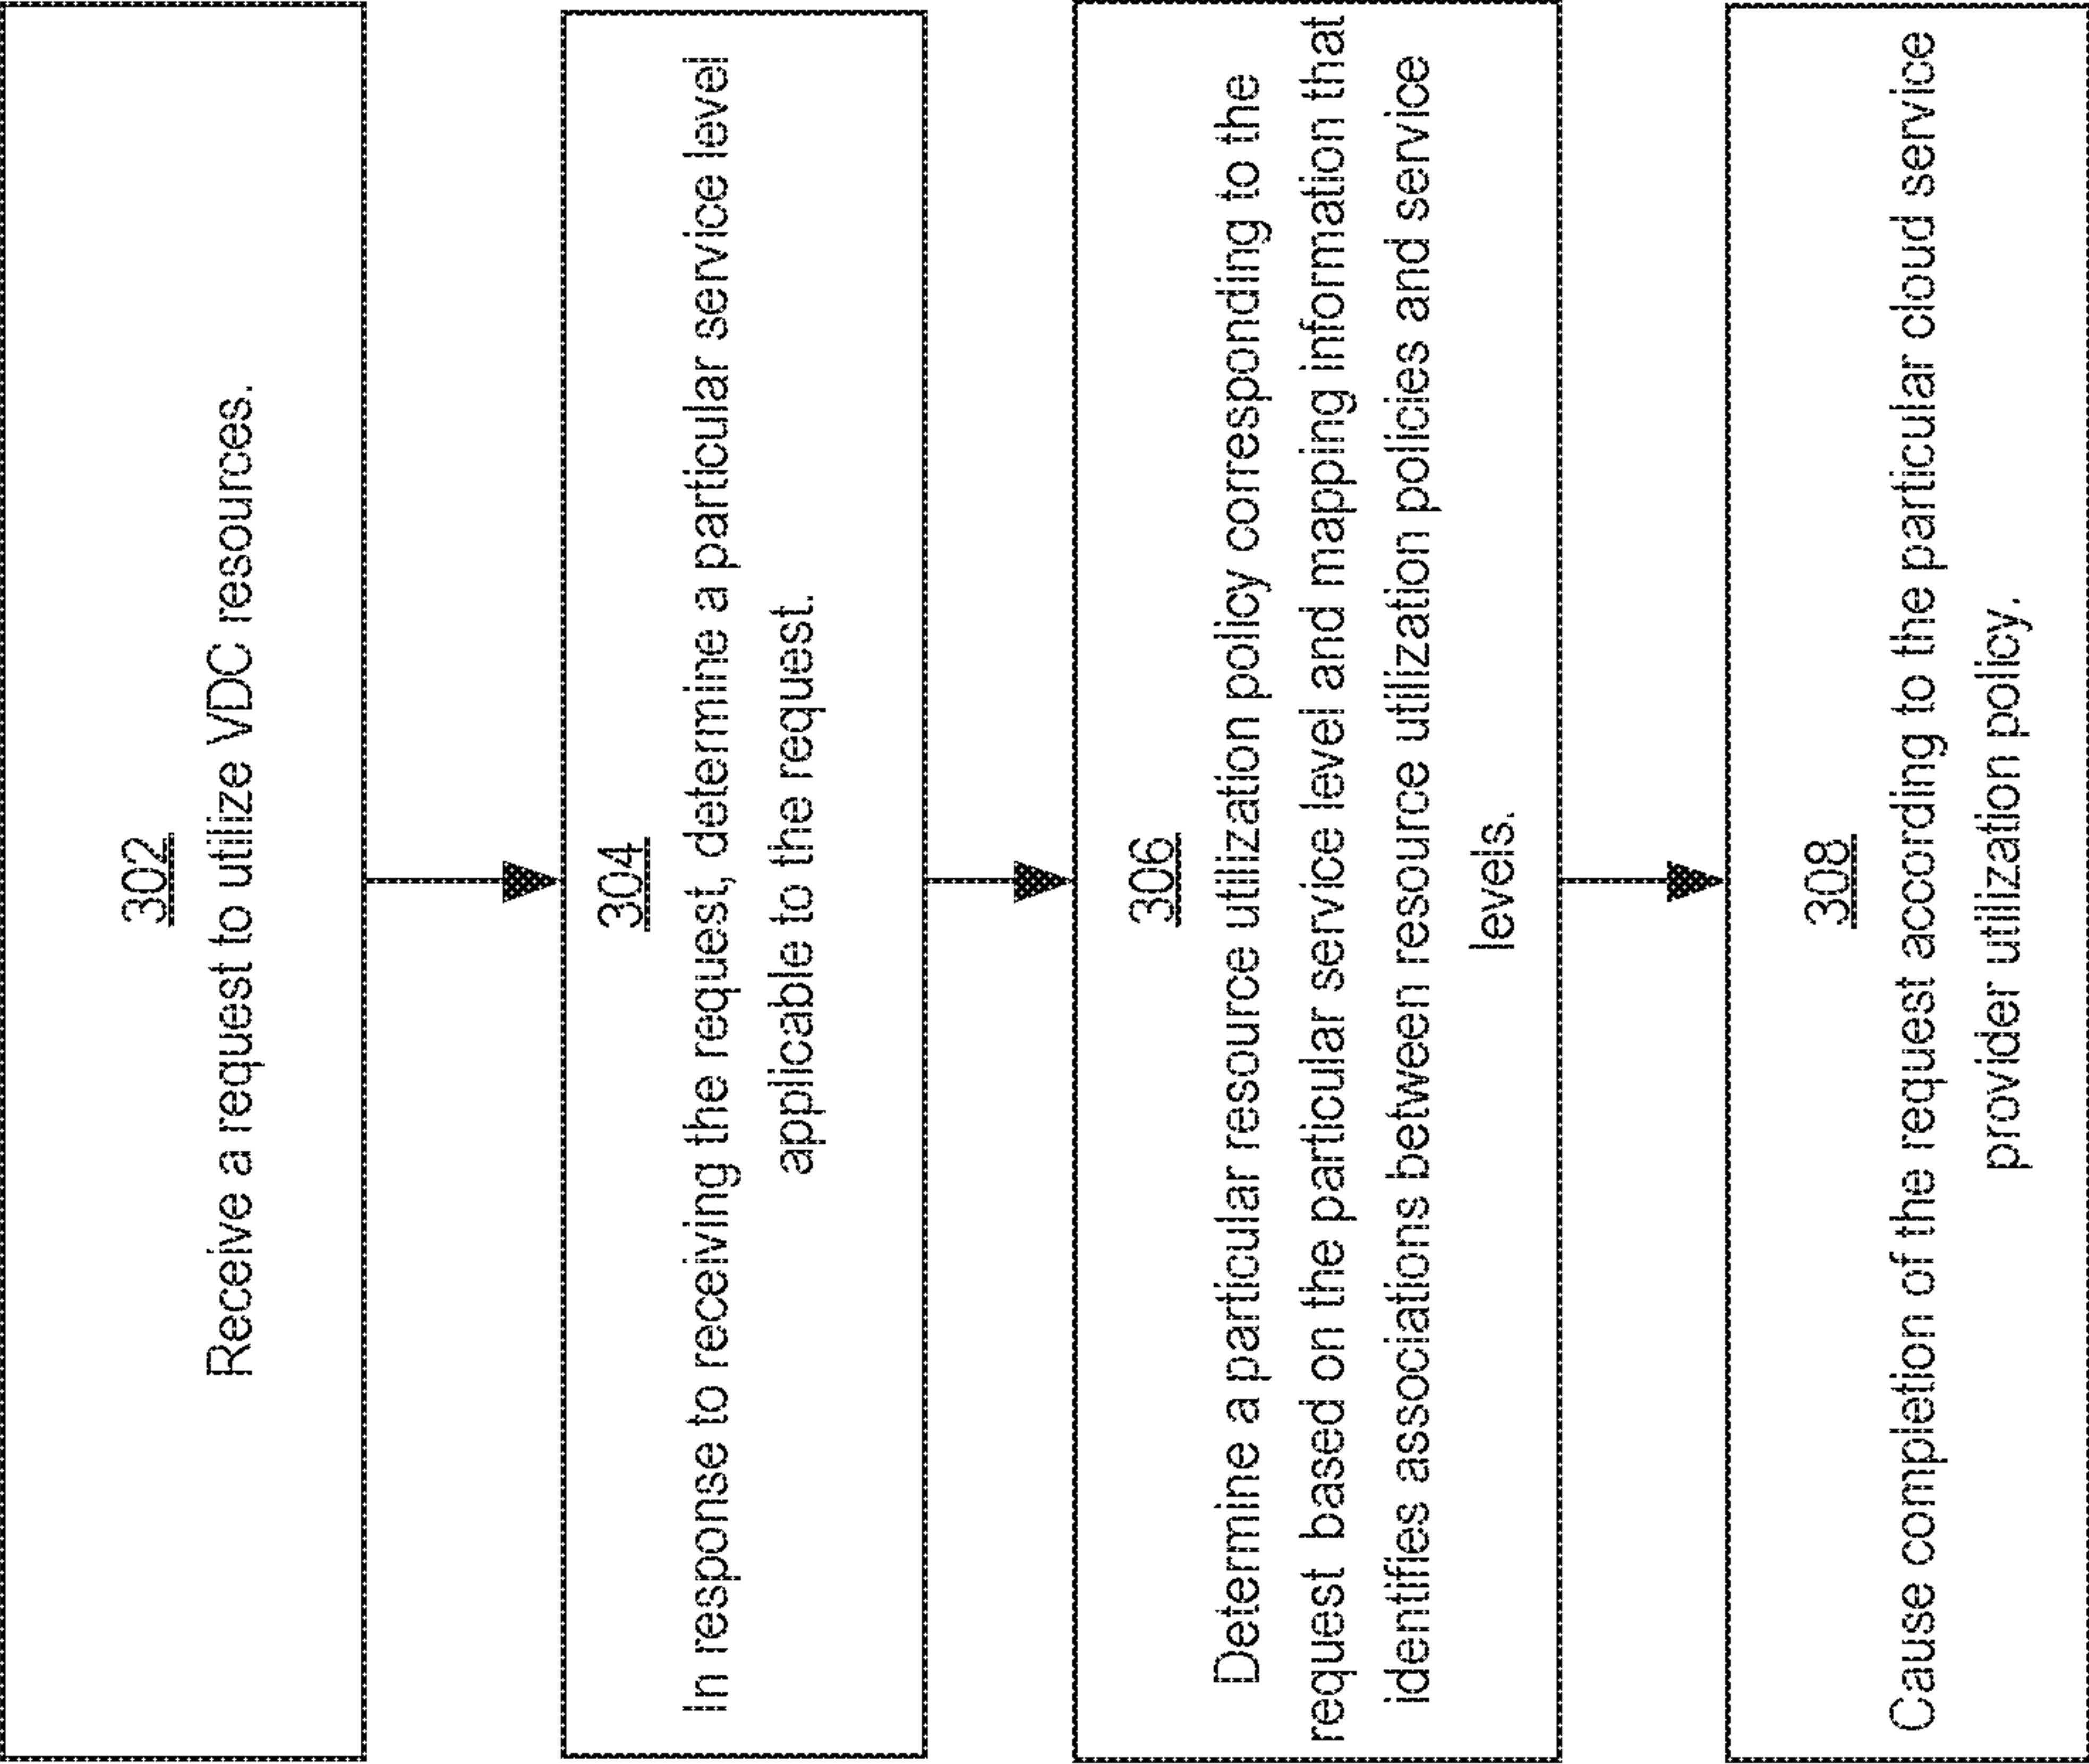 302
Receive a request to utilize VDC resources.
304
In response to receiving the request, determine a particular service level
applicable to the request.
306
Determine a particular resource utilization policy corresponding to the
request based on the particular service level and mapping information that
identifies associations between resource utilization policies and service
levels.
308
Cause completion of the request according to the particular cloud service
provider utilization policy.